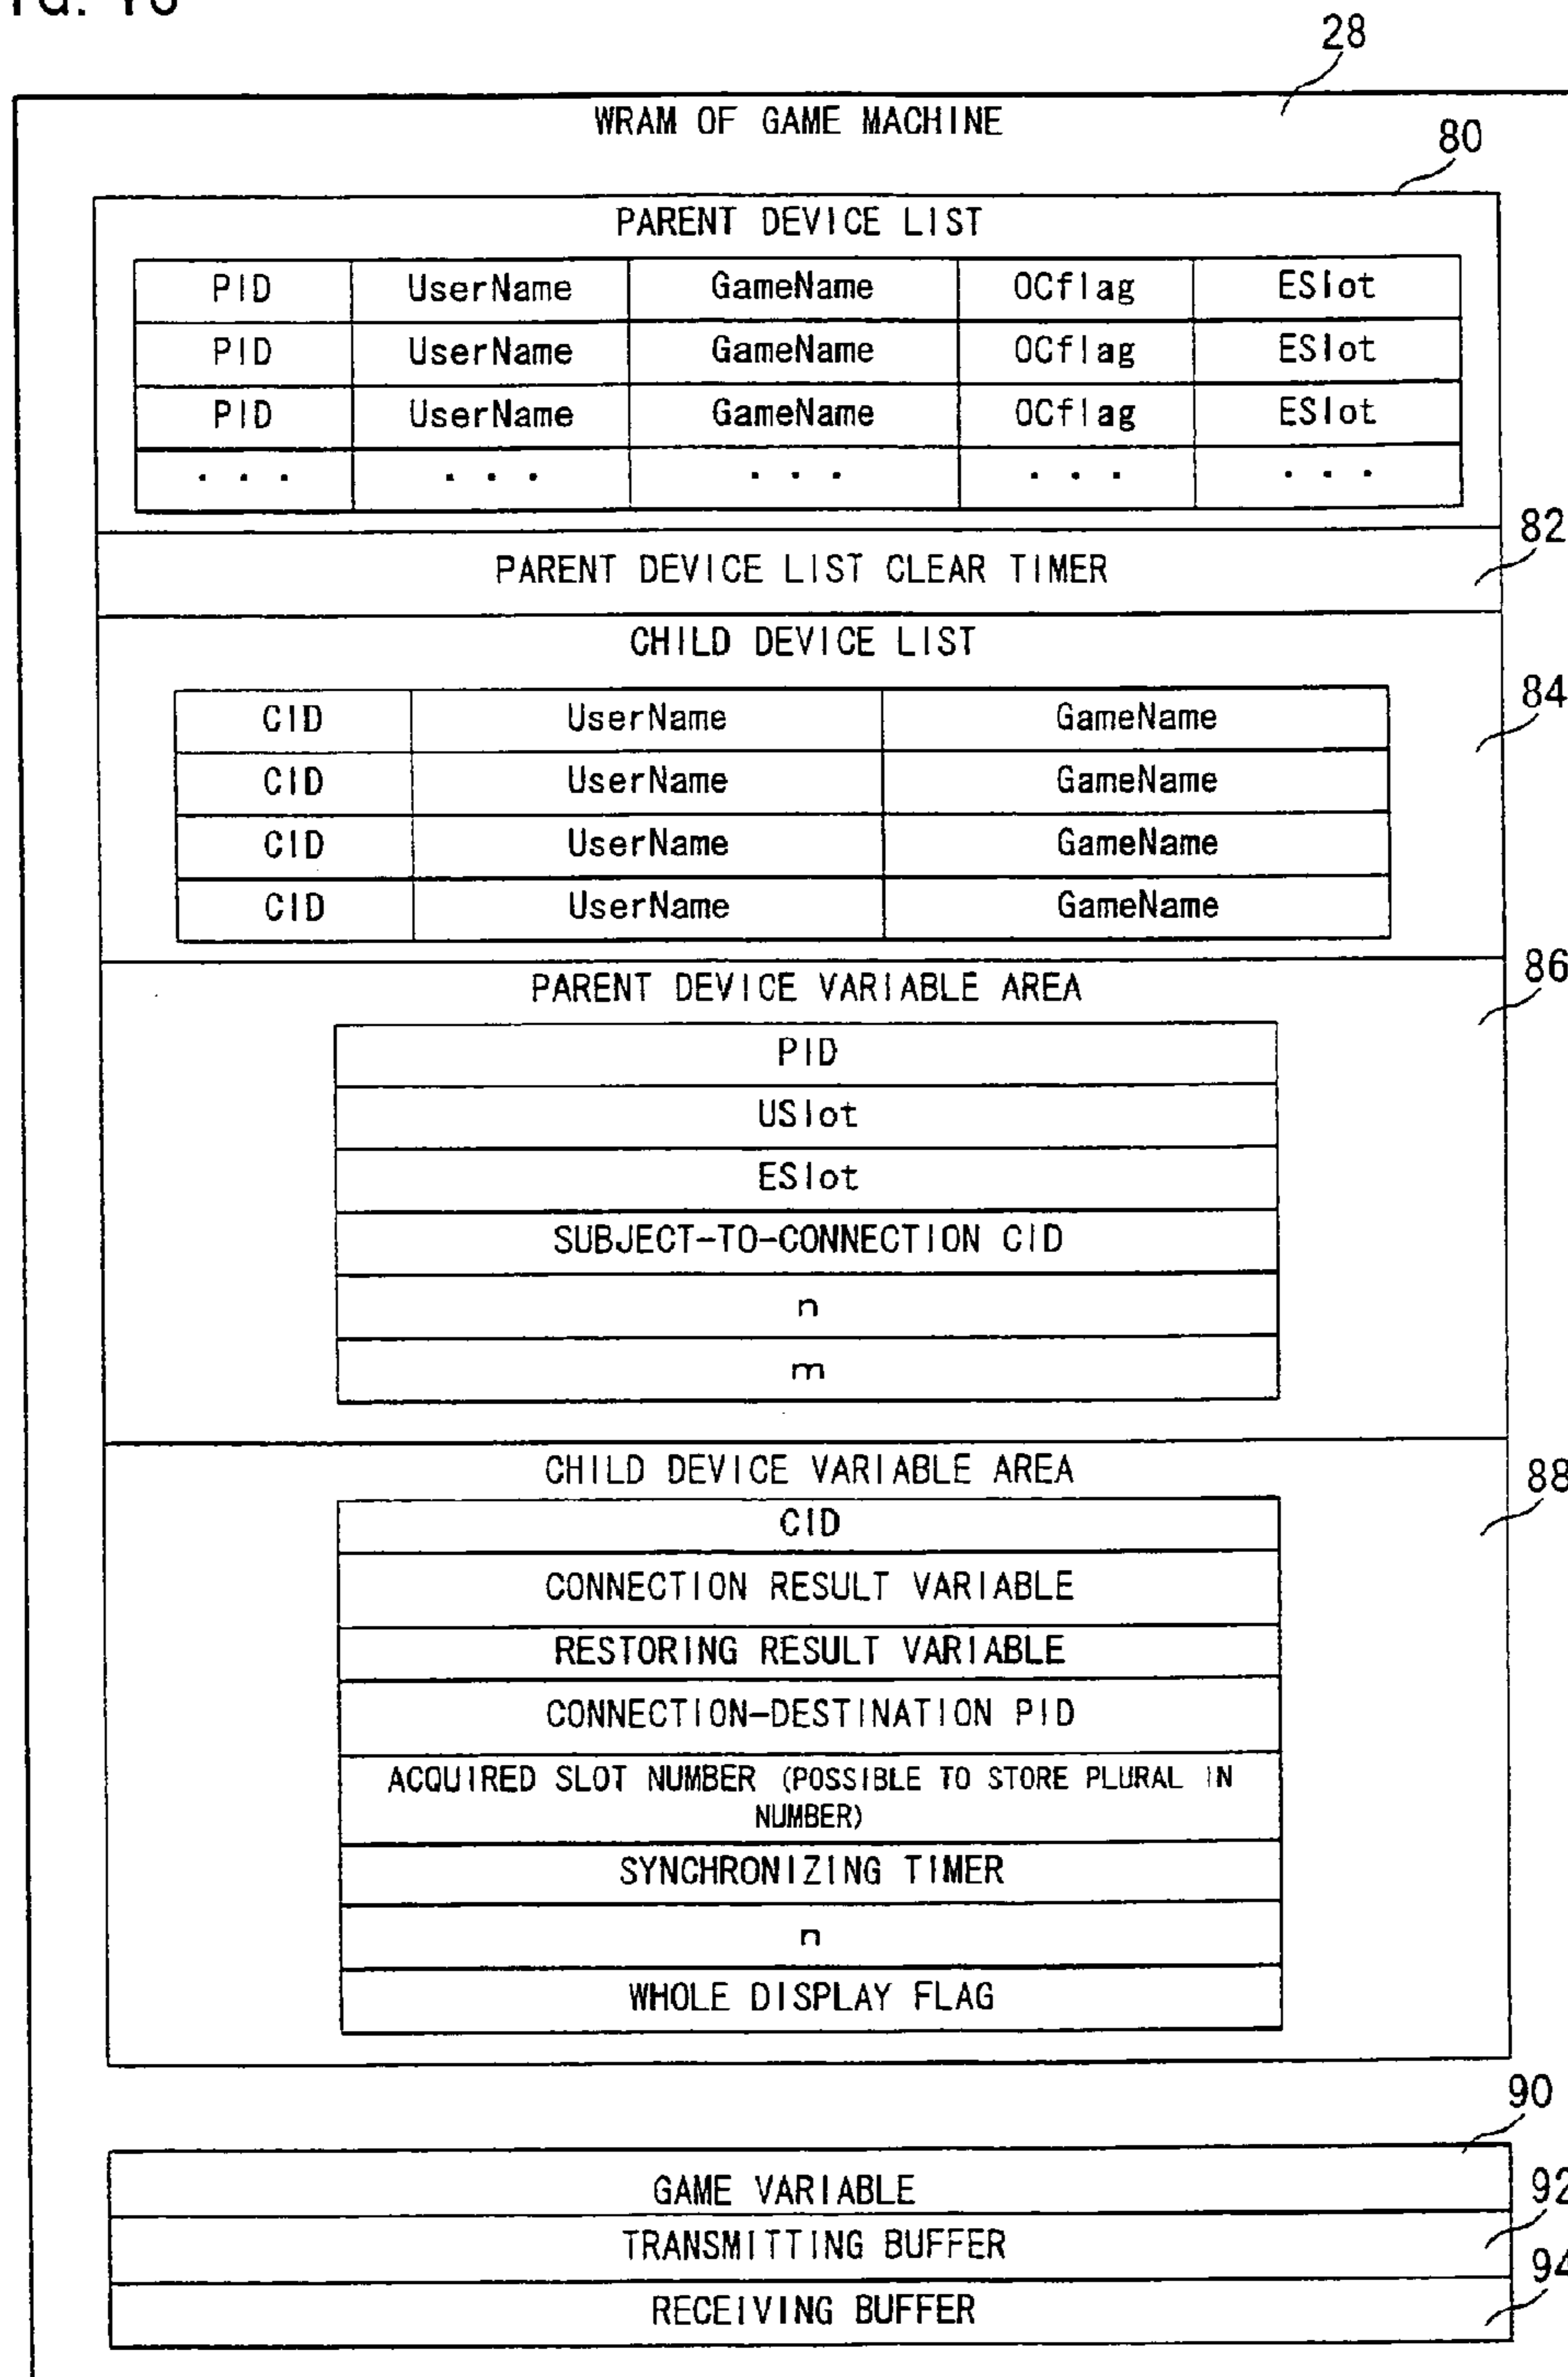 28
WRAM OF GAME MACHINE
80
PARENT DEVICE LIST
PID UserName GameName OCflag ESlot
PID UserName GameName OCflag ESlot
PID UserName GameName OCflag ESlot
... ... ... ... ...
82
PARENT DEVICE LIST CLEAR TIMER
CHILD DEVICE LIST
84
CID UserName GameName
CID UserName GameName
CID UserName GameName
CID UserName GameName
86
PARENT DEVICE VARIABLE AREA
PID
USlot
ESlot
SUBJECT-TO-CONNECTION CID
n
m
CHILD DEVICE VARIABLE AREA
88
CID
CONNECTION RESULT VARIABLE
RESTORING RESULT VARIABLE
CONNECTION-DESTINATION PID
ACQUIRED SLOT NUMBER (POSSIBLE TO STORE PLURAL IN
NUMBER)
SYNCHRONIZING TIMER
n
WHOLE DISPLAY FLAG
90
GAME VARIABLE
92
TRANSMITTING BUFFER
94
RECEIVING BUFFER